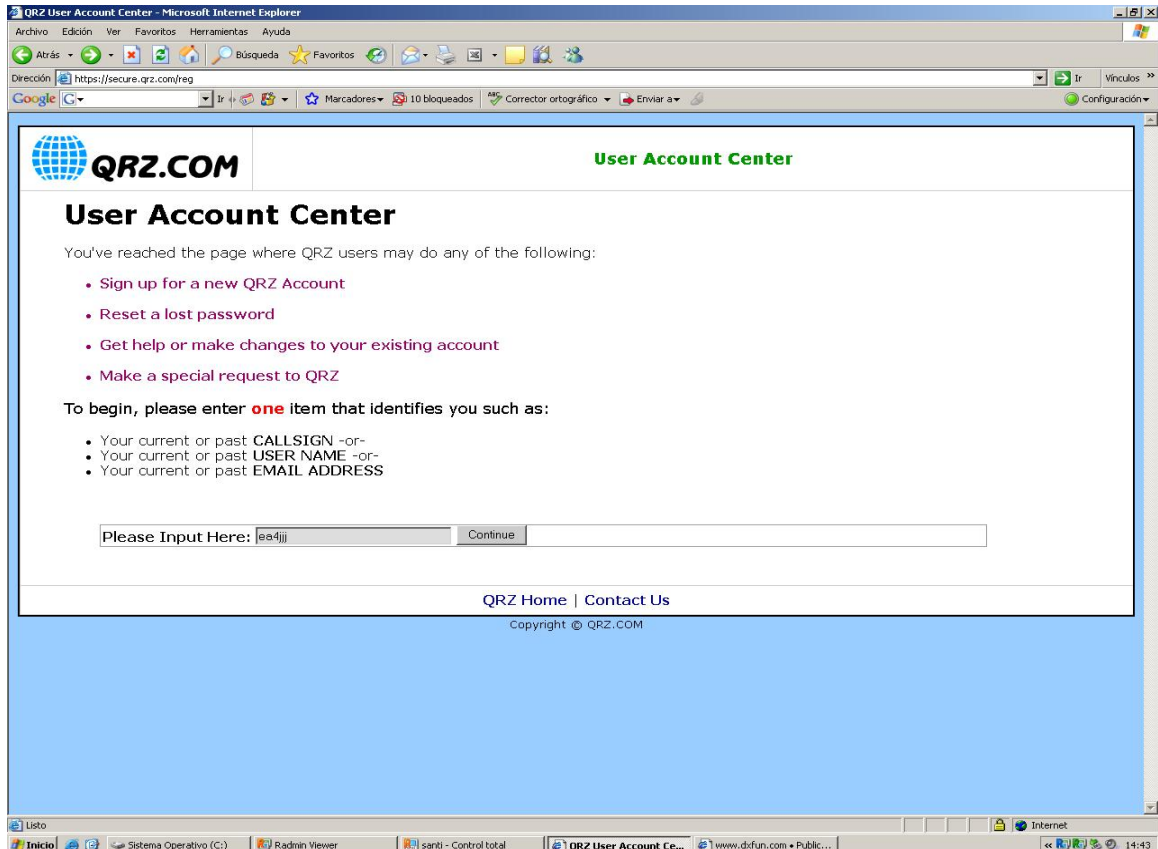 QRZ User Account Center - Microsoft Internet Explorer
Archivo Edición Ver Favoritos Herramientas Ayuda
Atrás Búsqueda Favoritos
Dirección https://secure.qrz.com/reg Ir Vínculos »
Google G Ir Marcadores 10 bloqueados ABC Corrector ortográfico Enviar a Configuración
QRZ.COM User Account Center
User Account Center
You've reached the page where QRZ users may do any of the following:
• Sign up for a new QRZ Account
• Reset a lost password
• Get help or make changes to your existing account
• Make a special request to QRZ
To begin, please enter one item that identifies you such as:
• Your current or past CALLSIGN -or-
• Your current or past USER NAME -or-
• Your current or past EMAIL ADDRESS
Please Input Here: ea4jjj Continue
QRZ Home | Contact Us
Copyright © QRZ.COM
Listo Internet
Inicio Sistema Operativo (C:) Radmin Viewer santi - Control total QRZ User Account Ce... www.dxfun.com • Public... « 14:43